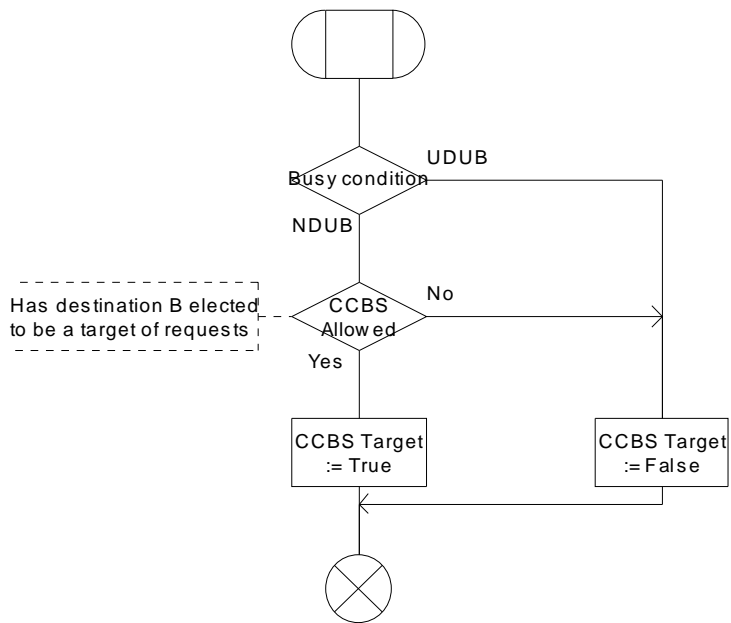 UDUB
Busy condition
NDUB
Has destination B elected
to be a target of requests
CCBS
Allowed
No
Yes
CCBS Target
:= True
CCBS Target
:= False